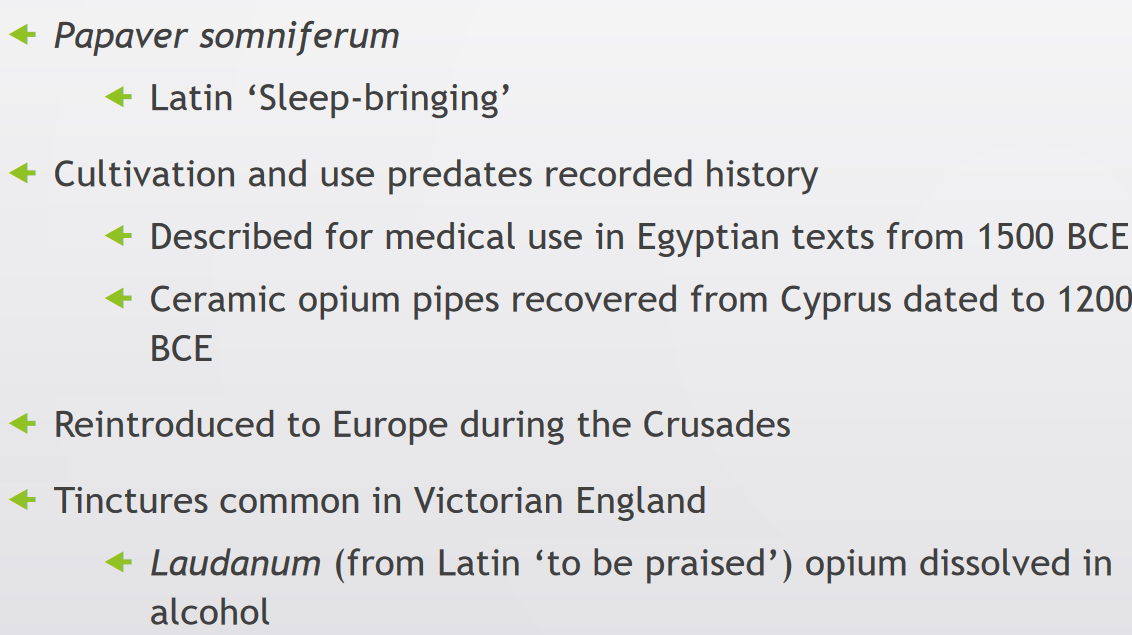 Papaver somniferum
Latin ‘Sleep-bringing’
Cultivation and use predates recorded history
Described for medical use in Egyptian texts from 1500 BCE
Ceramic opium pipes recovered from Cyprus dated to 1200
BCE
Reintroduced to Europe during the Crusades
Tinctures common in Victorian England
Laudanum (from Latin ‘to be praised’) opium dissolved in
alcohol